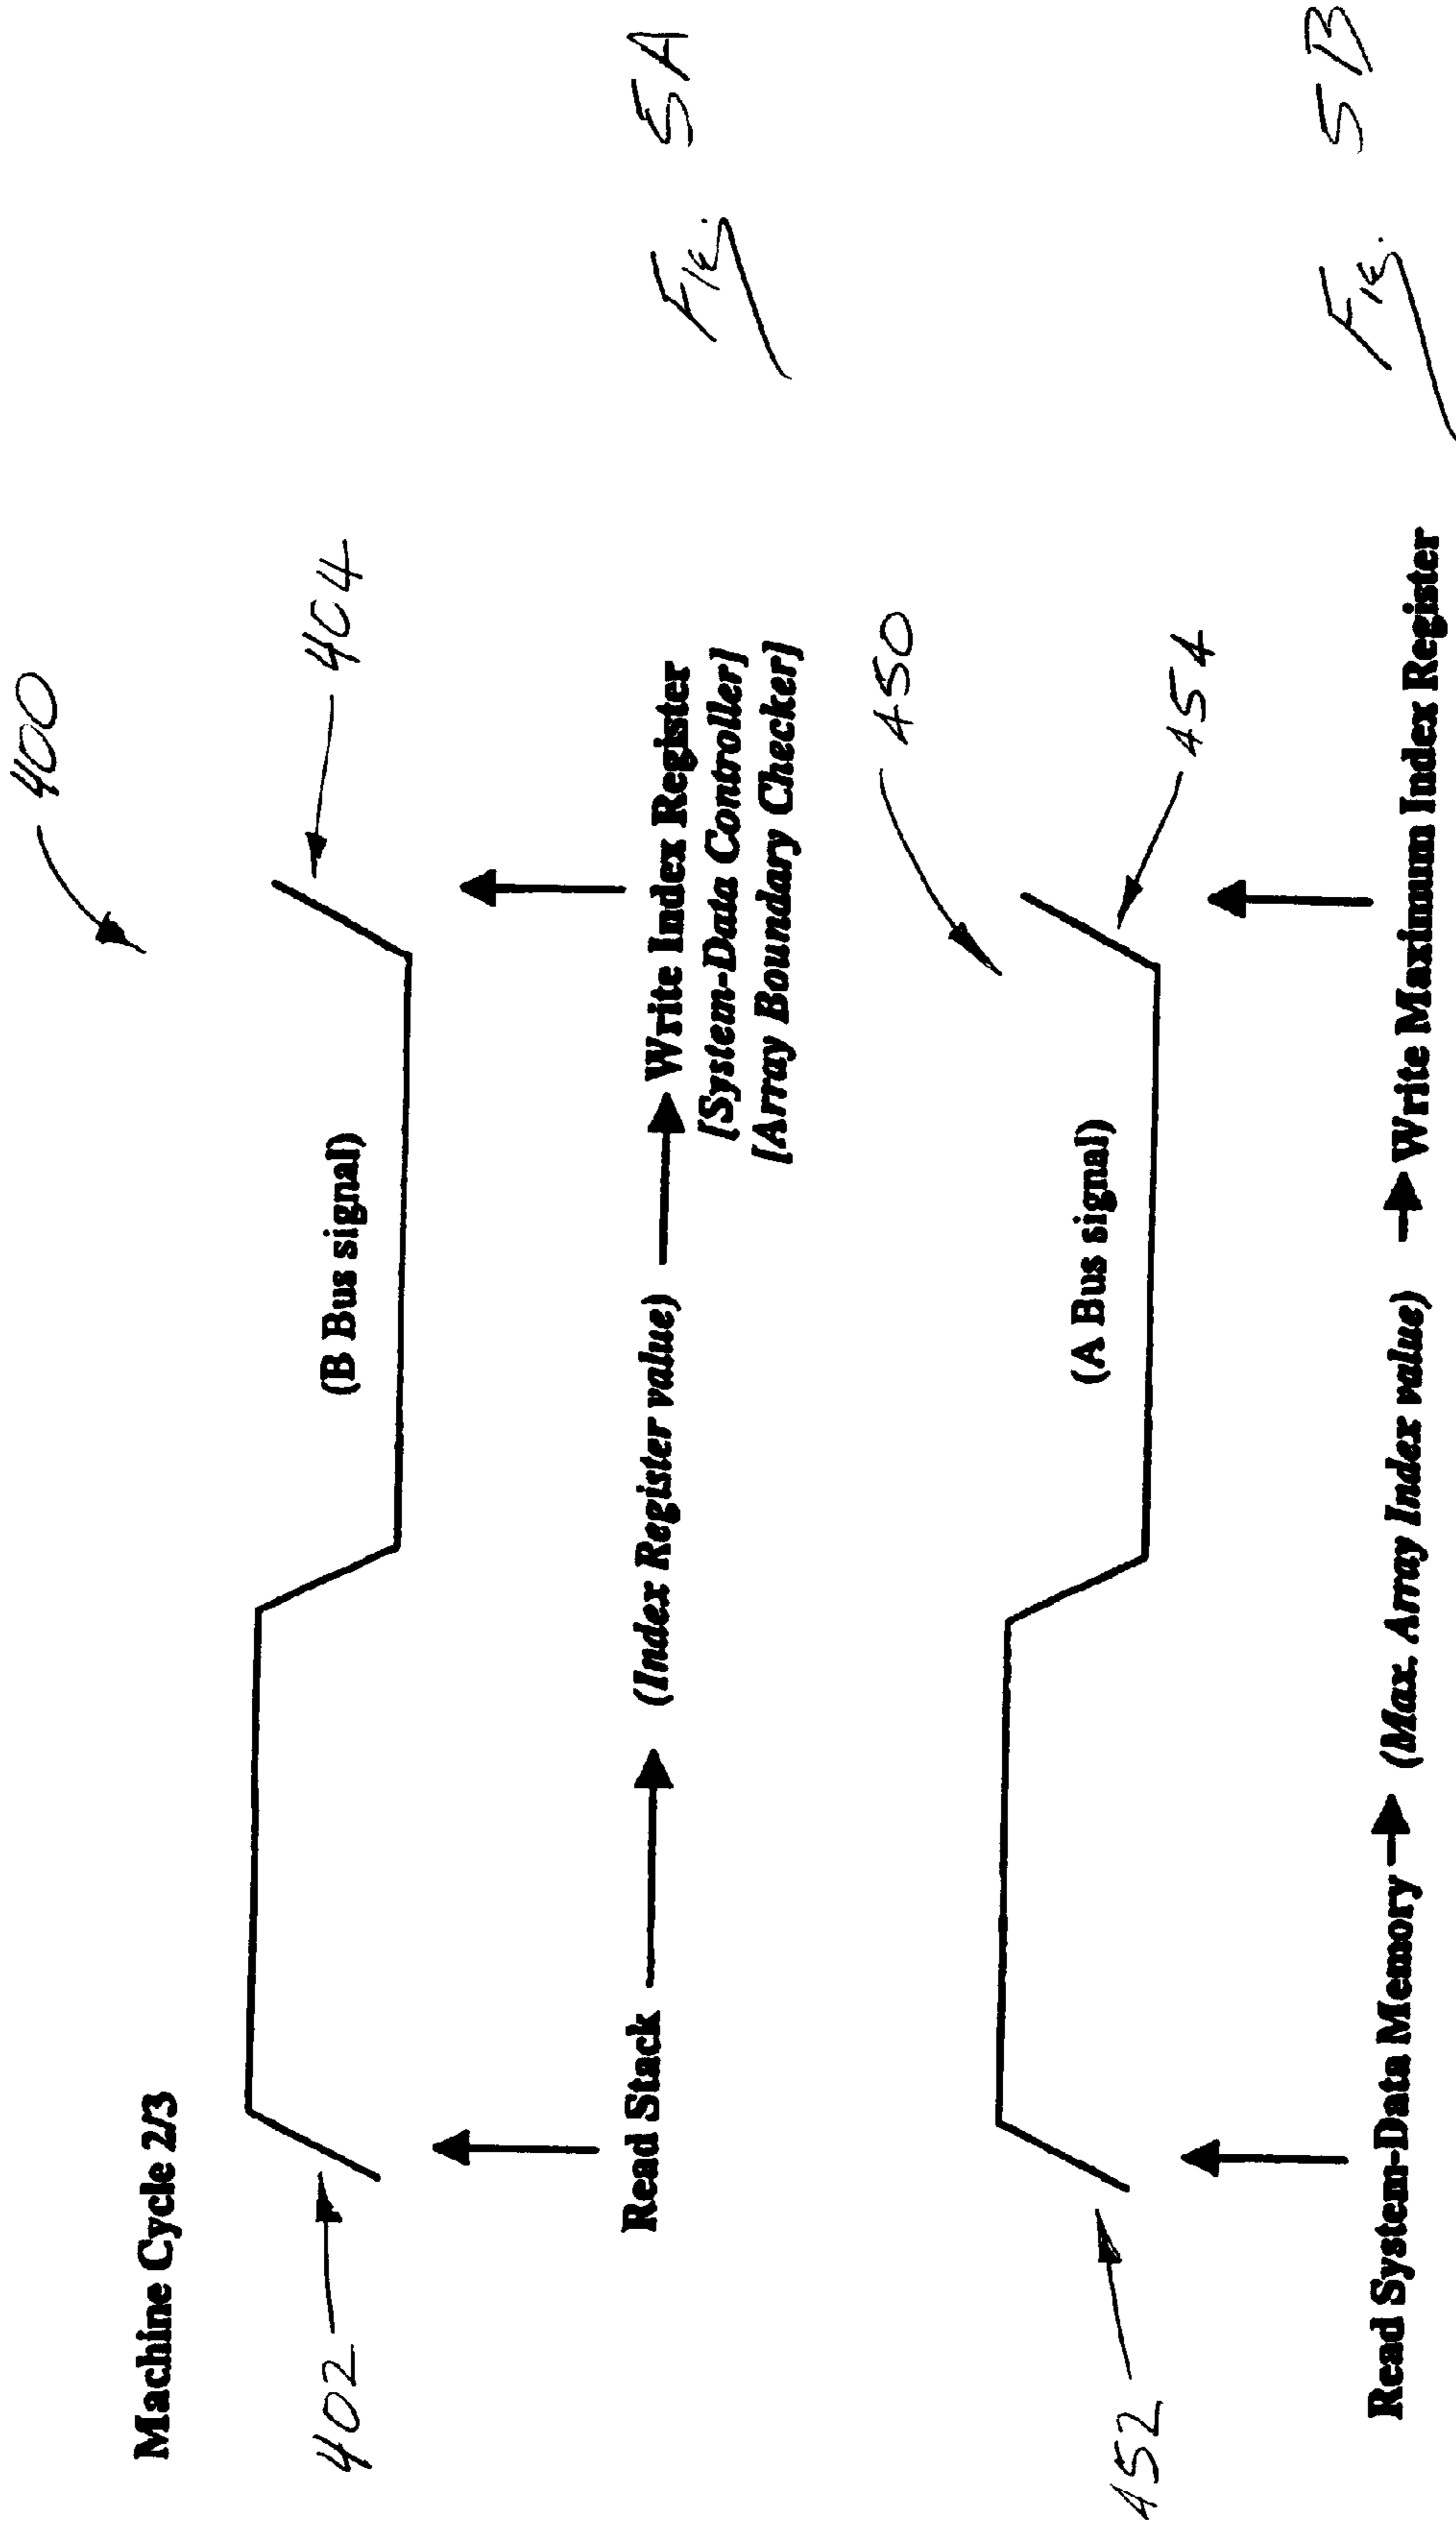 400
Machine Cycle 2/3
402
(B Bus signal)
404
Read Stack
(Index Register value)
Write Index Register
[System-Data Controller]
[Array Boundary Checker]
Fig. 5A
450
452
(A Bus signal)
454
Read System-Data Memory
(Max. Array Index value)
Write Maximum Index Register
Fig. 5B